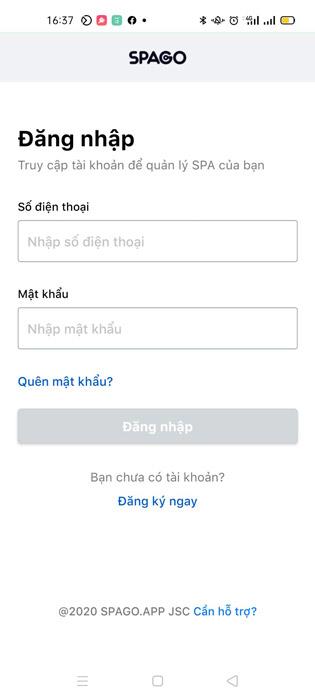 16:37
4G
SPAGO
Đăng nhập
Truy cập tài khoản để quản lý SPA của bạn
Số điện thoại
Nhập số điện thoại
Mật khẩu
Nhập mật khẩu
Quên mật khẩu?
Đăng nhập
Bạn chưa có tài khoản?
Đăng ký ngay
@2020 SPAGO.APP JSC Cần hỗ trợ?